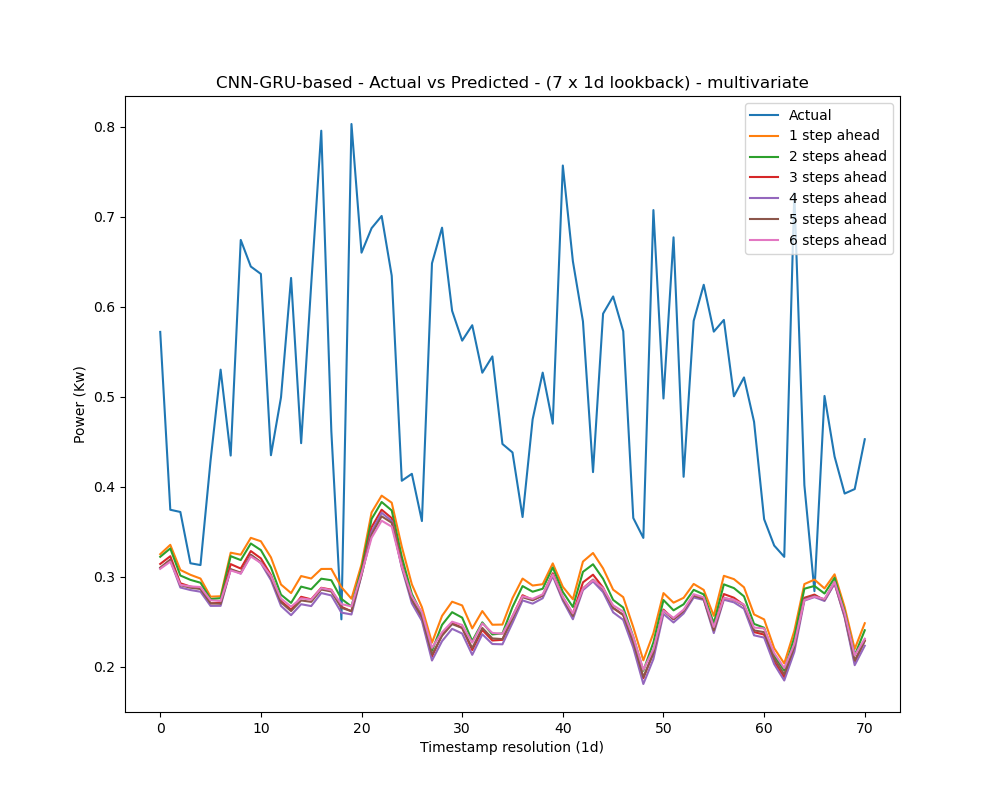 CNN-GRU-based - Actual vs Predicted - (7 x 1d lookback) - multivariate
Actual
1 step ahead
2 steps ahead
3 steps ahead
4 steps ahead
5 steps ahead
6 steps ahead
0.8
0.7
0.6
0.5
0.4
0.3
0.2
Power (Kw)
0 10 20 30 40 50 60 70
Timestamp resolution (1d)